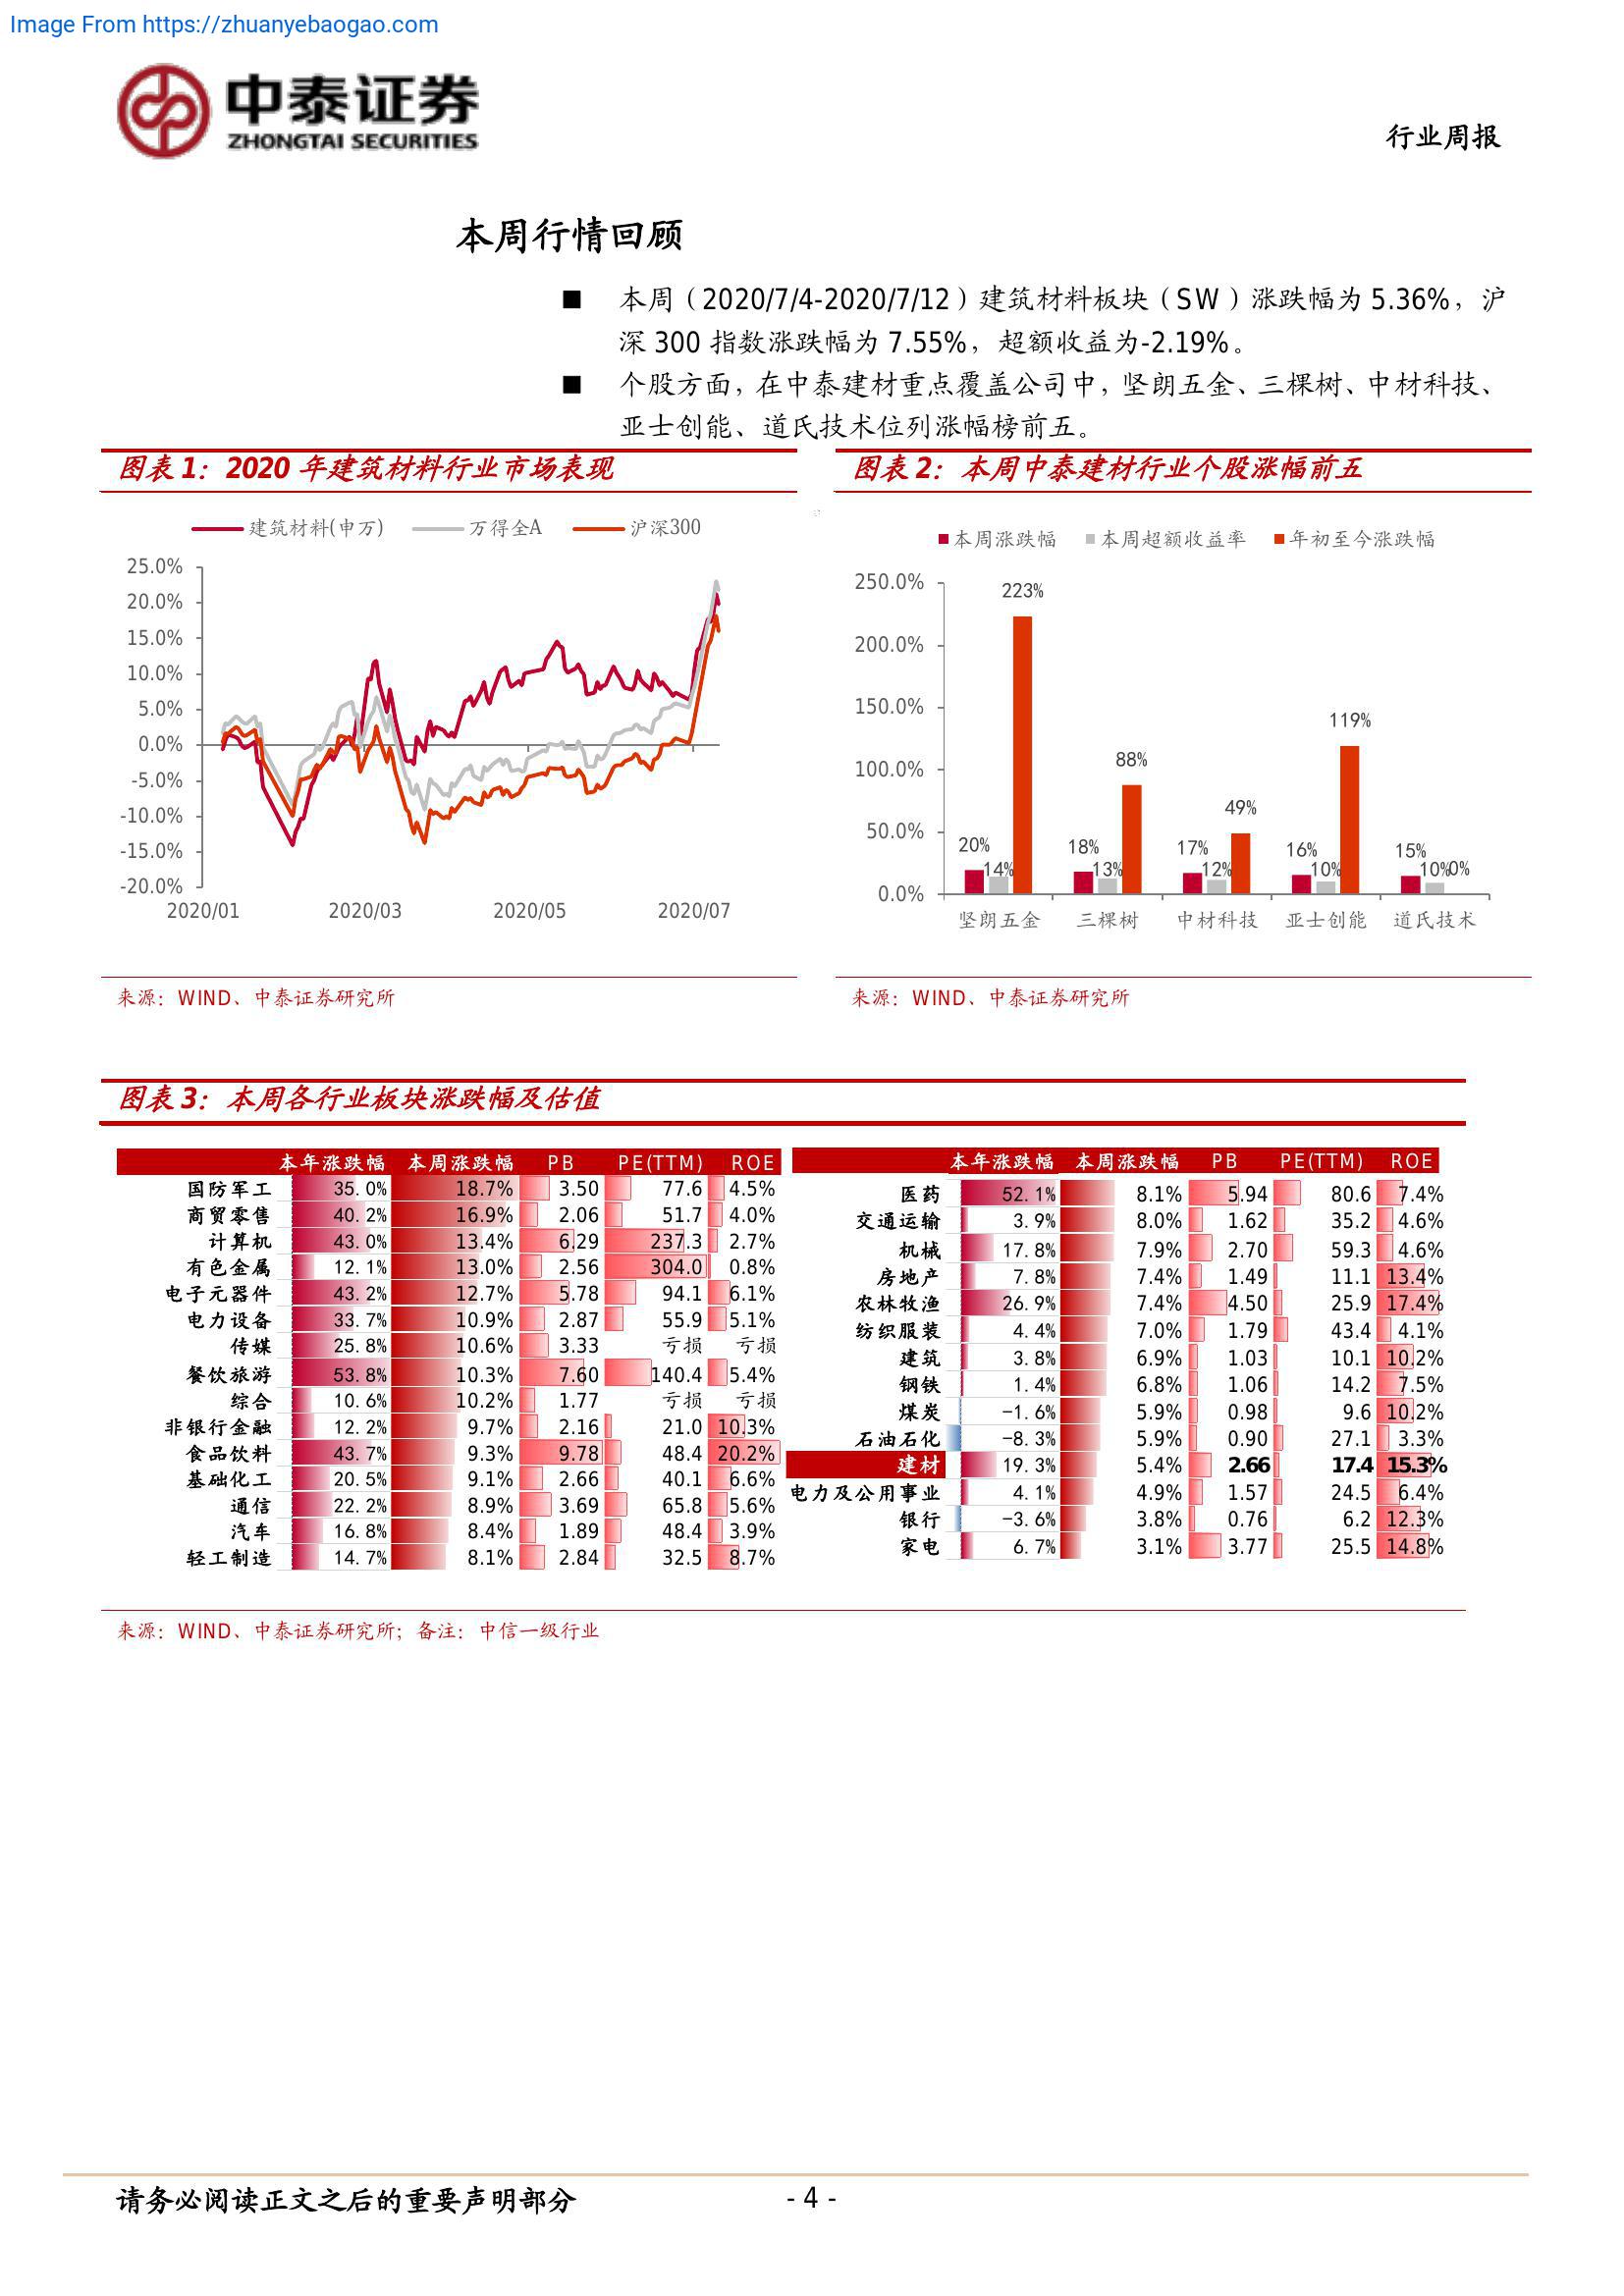 Image From https://zhuanyebaogao.com
中泰证券
ZHONGTAI SECURITIES
行业周报
本周行情回顾
■ 本周（2020/7/4-2020/7/12）建筑材料板块（SW）涨跌幅为 5.36%，沪
深 300 指数涨跌幅为 7.55%，超额收益为-2.19%。
■ 个股方面，在中泰建材重点覆盖公司中，坚朗五金、三棵树、中材科技、
亚士创能、道氏技术位列涨幅榜前五。
图表 1：2020 年建筑材料行业市场表现
建筑材料(申万) 万得全A 沪深300
25.0%
20.0%
15.0%
10.0%
5.0%
0.0%
-5.0%
-10.0%
-15.0%
-20.0%
2020/01 2020/03 2020/05 2020/07
来源：WIND、中泰证券研究所
图表 2：本周中泰建材行业个股涨幅前五
本周涨跌幅 本周超额收益率 年初至今涨跌幅
250.0%
200.0%
150.0%
100.0%
50.0%
0.0%
20% 14% 223%
18% 13% 88%
17% 12% 49%
16% 10% 119%
15% 10% 0%
坚朗五金 三棵树 中材科技 亚士创能 道氏技术
来源：WIND、中泰证券研究所
图表 3：本周各行业板块涨跌幅及估值
本年涨跌幅 本周涨跌幅 PB PE(TTM) ROE
国防军工 35.0% 18.7% 3.50 77.6 4.5%
商贸零售 40.2% 16.9% 2.06 51.7 4.0%
计算机 43.0% 13.4% 6.29 237.3 2.7%
有色金属 12.1% 13.0% 2.56 304.0 0.8%
电子元器件 43.2% 12.7% 5.78 94.1 6.1%
电力设备 33.7% 10.9% 2.87 55.9 5.1%
传媒 25.8% 10.6% 3.33 亏损 亏损
餐饮旅游 53.8% 10.3% 7.60 140.4 5.4%
综合 10.6% 10.2% 1.77 亏损 亏损
非银行金融 12.2% 9.7% 2.16 21.0 10.3%
食品饮料 43.7% 9.3% 9.78 48.4 20.2%
基础化工 20.5% 9.1% 2.66 40.1 6.6%
通信 22.2% 8.9% 3.69 65.8 5.6%
汽车 16.8% 8.4% 1.89 48.4 3.9%
轻工制造 14.7% 8.1% 2.84 32.5 8.7%
本年涨跌幅 本周涨跌幅 PB PE(TTM) ROE
医药 52.1% 8.1% 5.94 80.6 7.4%
交通运输 3.9% 8.0% 1.62 35.2 4.6%
机械 17.8% 7.9% 2.70 59.3 4.6%
房地产 7.8% 7.4% 1.49 11.1 13.4%
农林牧渔 26.9% 7.4% 4.50 25.9 17.4%
纺织服装 4.4% 7.0% 1.79 43.4 4.1%
建筑 3.8% 6.9% 1.03 10.1 10.2%
钢铁 1.4% 6.8% 1.06 14.2 7.5%
煤炭 -1.6% 5.9% 0.98 9.6 10.2%
石油石化 -8.3% 5.9% 0.90 27.1 3.3%
建材 19.3% 5.4% 2.66 17.4 15.3%
电力及公用事业 4.1% 4.9% 1.57 24.5 6.4%
银行 -3.6% 3.8% 0.76 6.2 12.3%
家电 6.7% 3.1% 3.77 25.5 14.8%
来源：WIND、中泰证券研究所；备注：中信一级行业
请务必阅读正文之后的重要声明部分
- 4 -